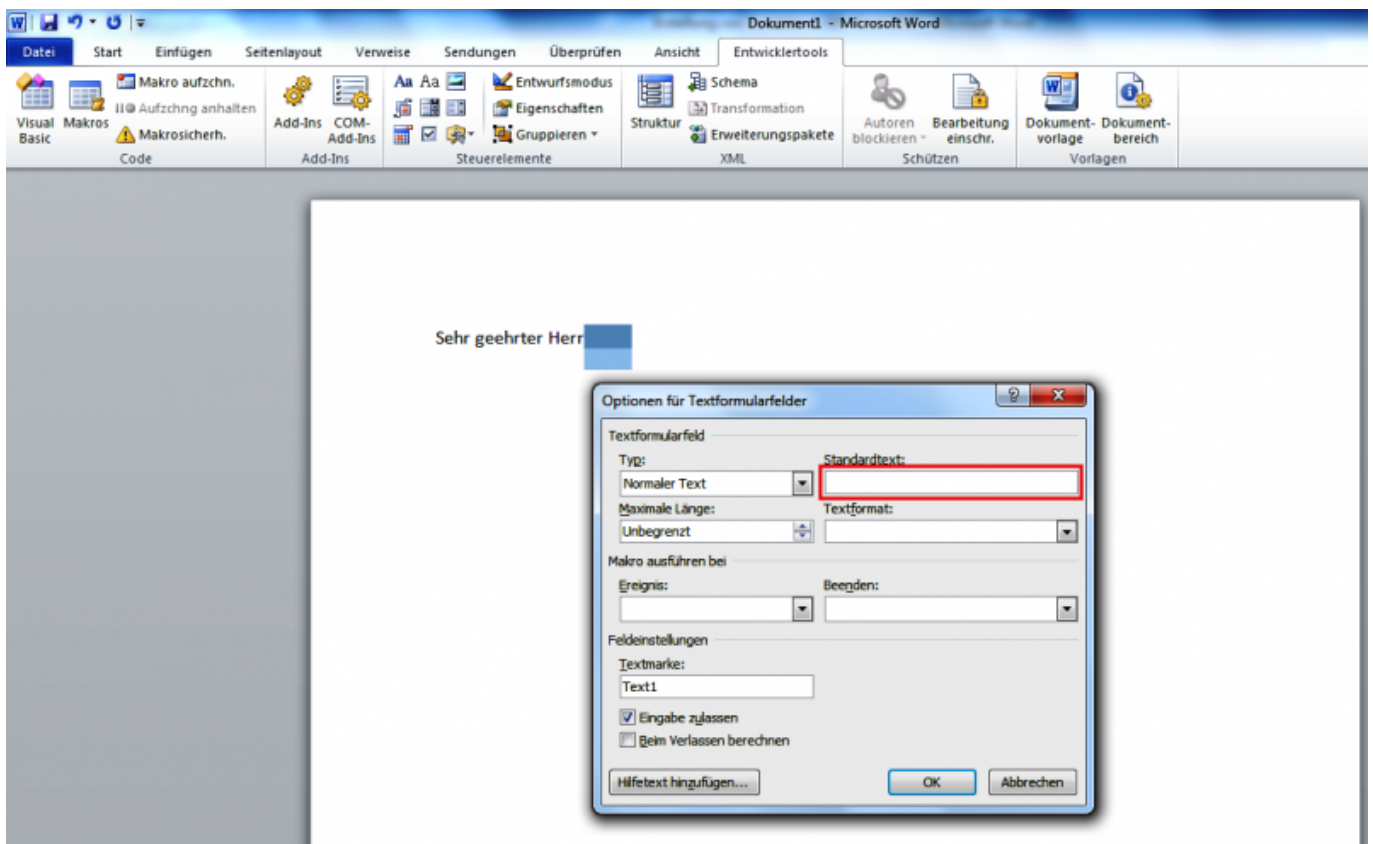 Dokument1 - Microsoft Word
Datei Start Einfügen Seitenlayout Verweise Sendungen Überprüfen Ansicht Entwicklertools
Visual Basic
Makros
Makro aufzchn.
Aufzchng anhalten
Makrosicherh.
Code
Add-Ins
COM-Add-Ins
Add-Ins
Aa Aa
Entwurfsmodus
Eigenschaften
Gruppieren
Steuerelemente
Struktur
Schema
Transformation
Erweiterungspakete
XML
Autoren blockieren
Bearbeitung einschr.
Schützen
Dokument-vorlage
Dokument-bereich
Vorlagen
Sehr geehrter Herr
Optionen für Textformularfelder
Textformularfeld
Typ: Standardtext:
Normaler Text
Maximale Länge: Textformat:
Unbegrenzt
Makro ausführen bei
Ereignis: Beenden:
Feldeinstellungen
Textmarke:
Text1
Eingabe zulassen
Beim Verlassen berechnen
Hilfetext hinzufügen... OK Abbrechen